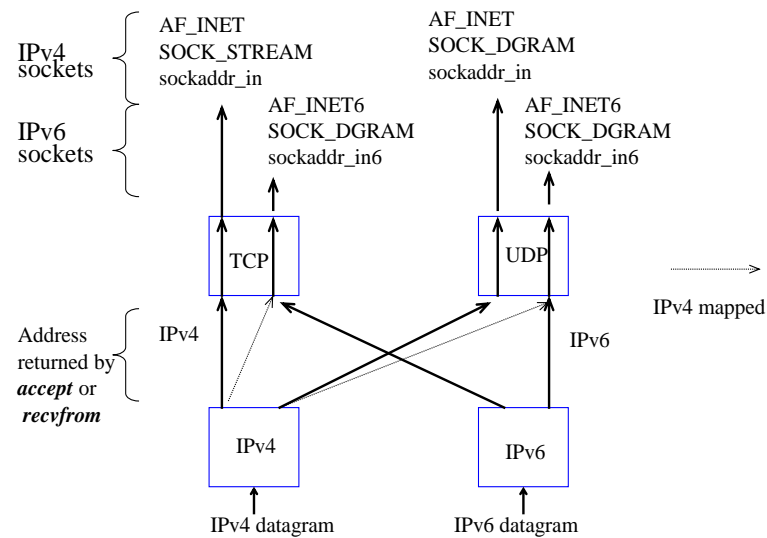 IPv4
sockets
AF_INET
SOCK_STREAM
sockaddr_in
AF_INET
SOCK_DGRAM
sockaddr_in
IPv6
sockets
AF_INET6
SOCK_DGRAM
sockaddr_in6
AF_INET6
SOCK_DGRAM
sockaddr_in6
TCP
UDP
IPv4 mapped
Address
returned by
accept or
recvfrom
IPv4
IPv6
IPv4
IPv6
IPv4 datagram
IPv6 datagram